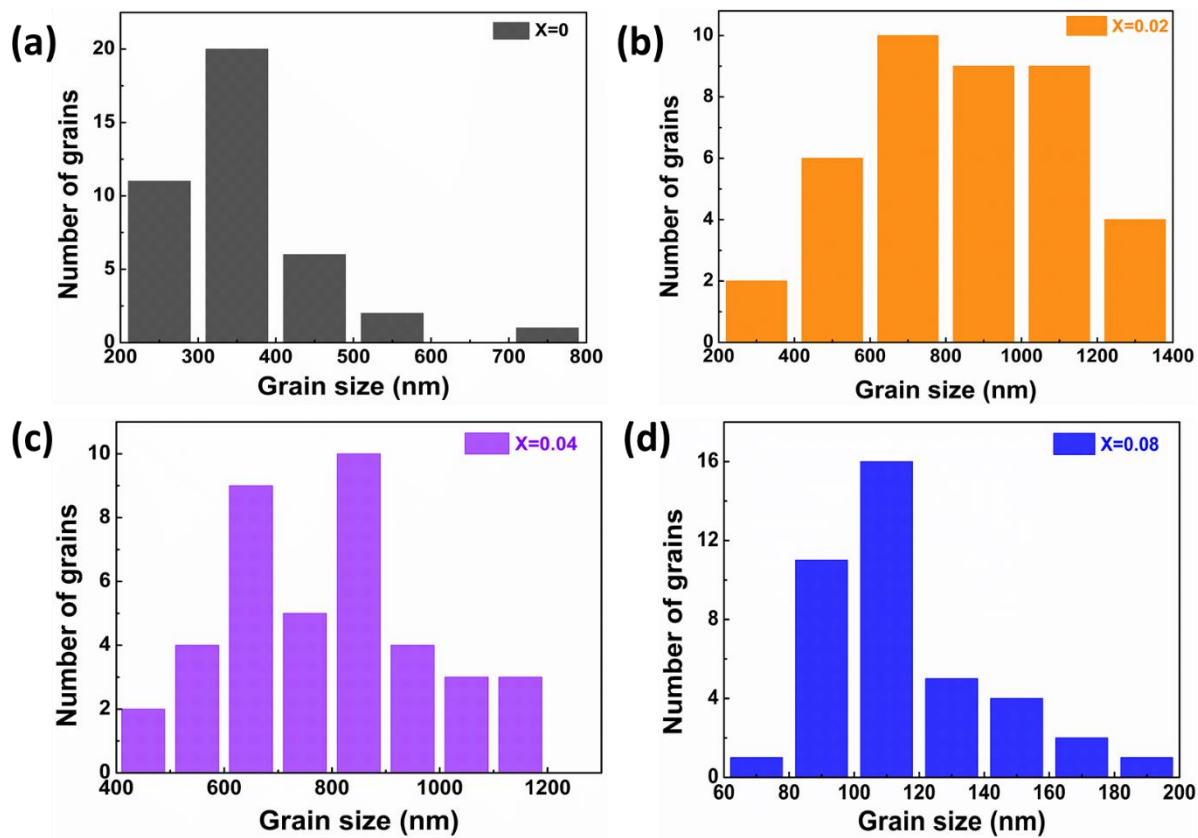 (a)
X=0
20
15
10
5
0
Number of grains
200 300 400 500 600 700 800
Grain size (nm)
(b)
X=0.02
10
8
6
4
2
0
Number of grains
200 400 600 800 1000 1200 1400
Grain size (nm)
(c)
X=0.04
10
8
6
4
2
0
Number of grains
400 600 800 1000 1200
Grain size (nm)
(d)
X=0.08
16
12
8
4
0
Number of grains
60 80 100 120 140 160 180 200
Grain size (nm)